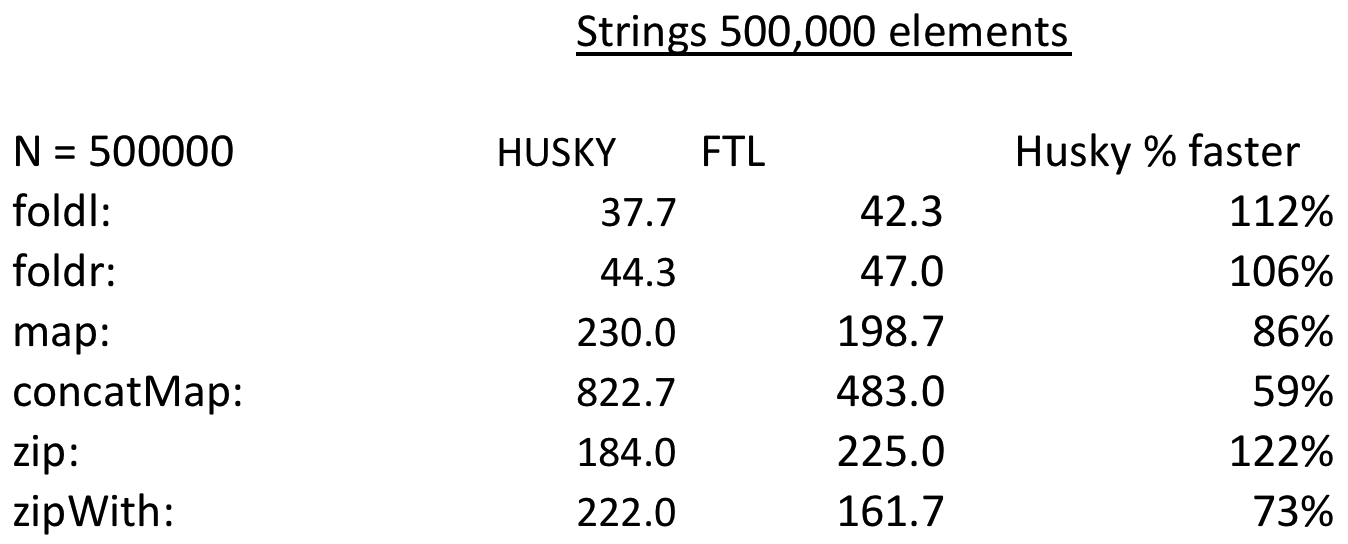 Strings 500,000 elements
N = 500000 HUSKY FTL Husky % faster
foldl: 37.7 42.3 112%
foldr: 44.3 47.0 106%
map: 230.0 198.7 86%
concatMap: 822.7 483.0 59%
zip: 184.0 225.0 122%
zipWith: 222.0 161.7 73%